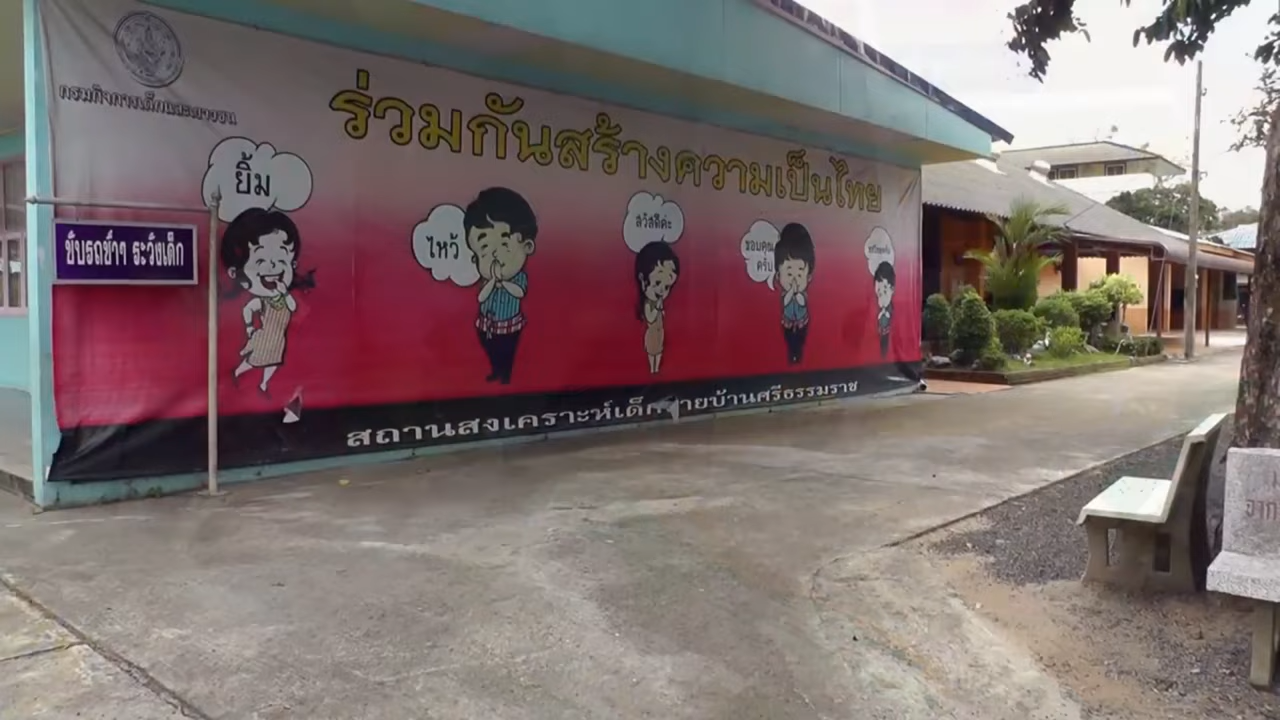 กรมกิจการเด็กและเยาวชน
ร่วมกันสร้างความเป็นไทย
ยิ้ม
ไหว้
สวัสดีค่ะ
ขอบคุณ
ครับ
ขับรถช้าๆ ระวังเด็ก
สถานสงเคราะห์เด็ก ายบ้านศรีธรรมราช
จาก